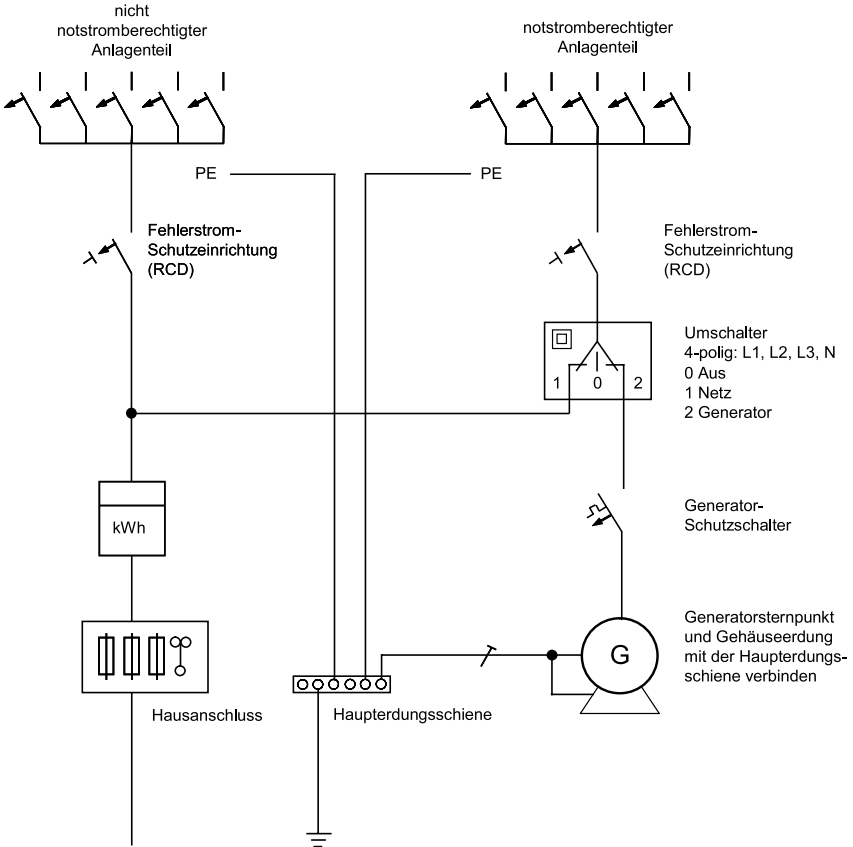 nicht
notstromberechtigter
Anlagenteil
notstromberechtigter
Anlagenteil
PE
PE
Fehlerstrom-
Schutzeinrichtung
(RCD)
Fehlerstrom-
Schutzeinrichtung
(RCD)
1 0 2
Umschalter
4-polig: L1, L2, L3, N
0 Aus
1 Netz
2 Generator
kWh
Generator-
Schutzschalter
G
Generatorsternpunkt
und Gehäuseerdung
mit der Haupterdungs-
schiene verbinden
Hausanschluss
Haupterdungsschiene